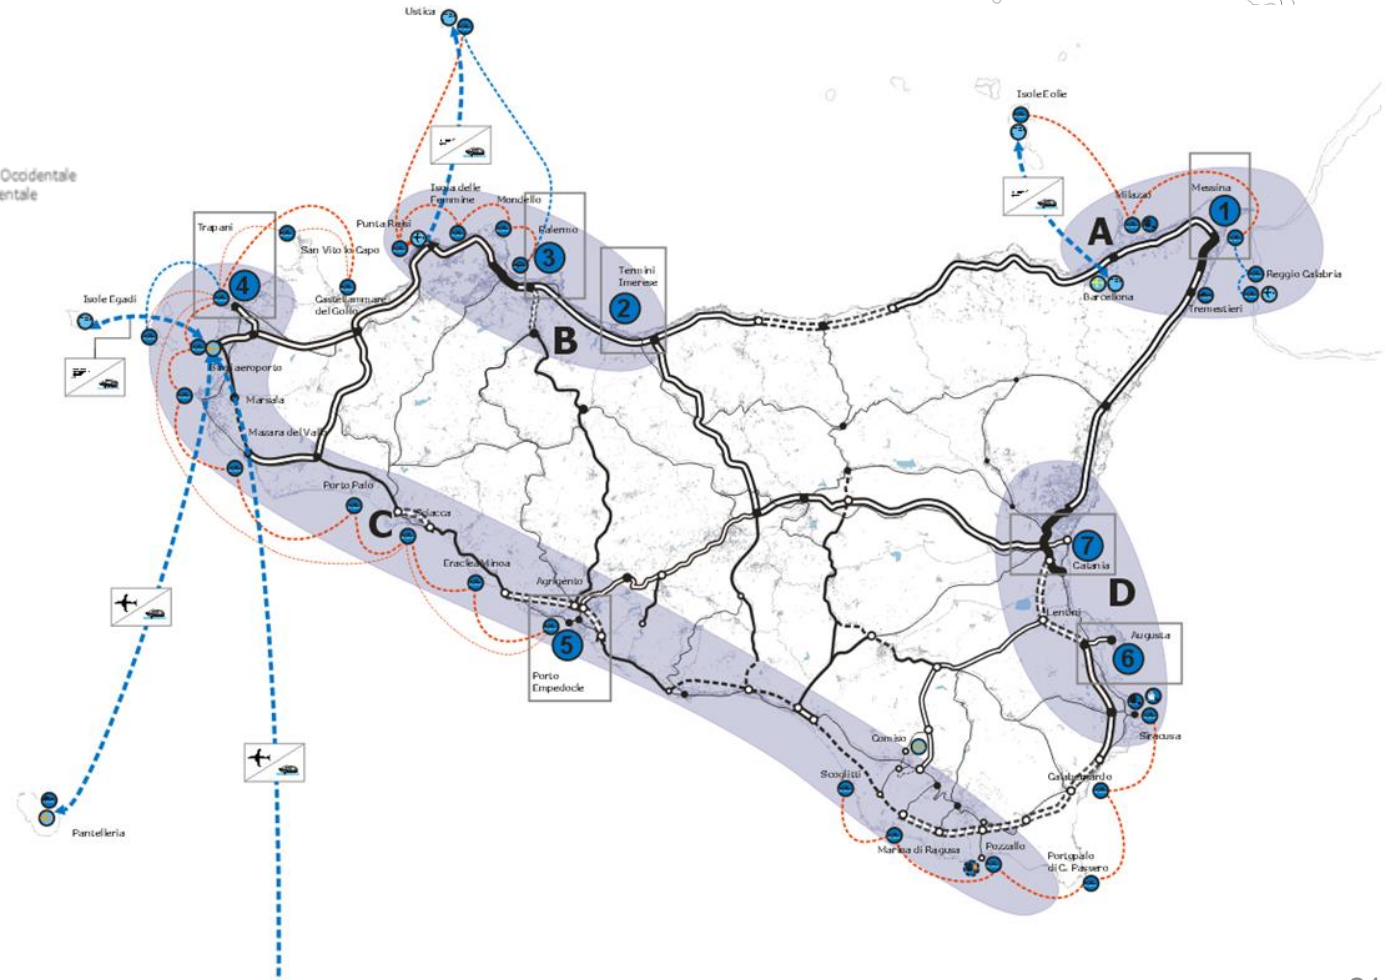 Ustica
Isole Eolie
Occidentale
entale
Isola delle
Femmine
Mondello
Milazzo
Messina
1
A
Trapani
Punta Raisi
Palermo
3
San Vito lo Capo
Termini
Imerese
2
Reggio Calabria
4
Isole Egadi
Castellammare
del Golfo
Barcellona
Tremestieri
B
aeroporto
Marsala
Mazara del Vallo
Porto Palo
C
Sciacca
7
Catania
Eraclea Minoa
Agrigento
D
Lentini
Augusta
5
6
Porto
Empedocle
Siracusa
Comiso
Scoglitti
Calabernardo
Pantelleria
Marina di Ragusa
Pozzallo
Portopalo
di C. Passero